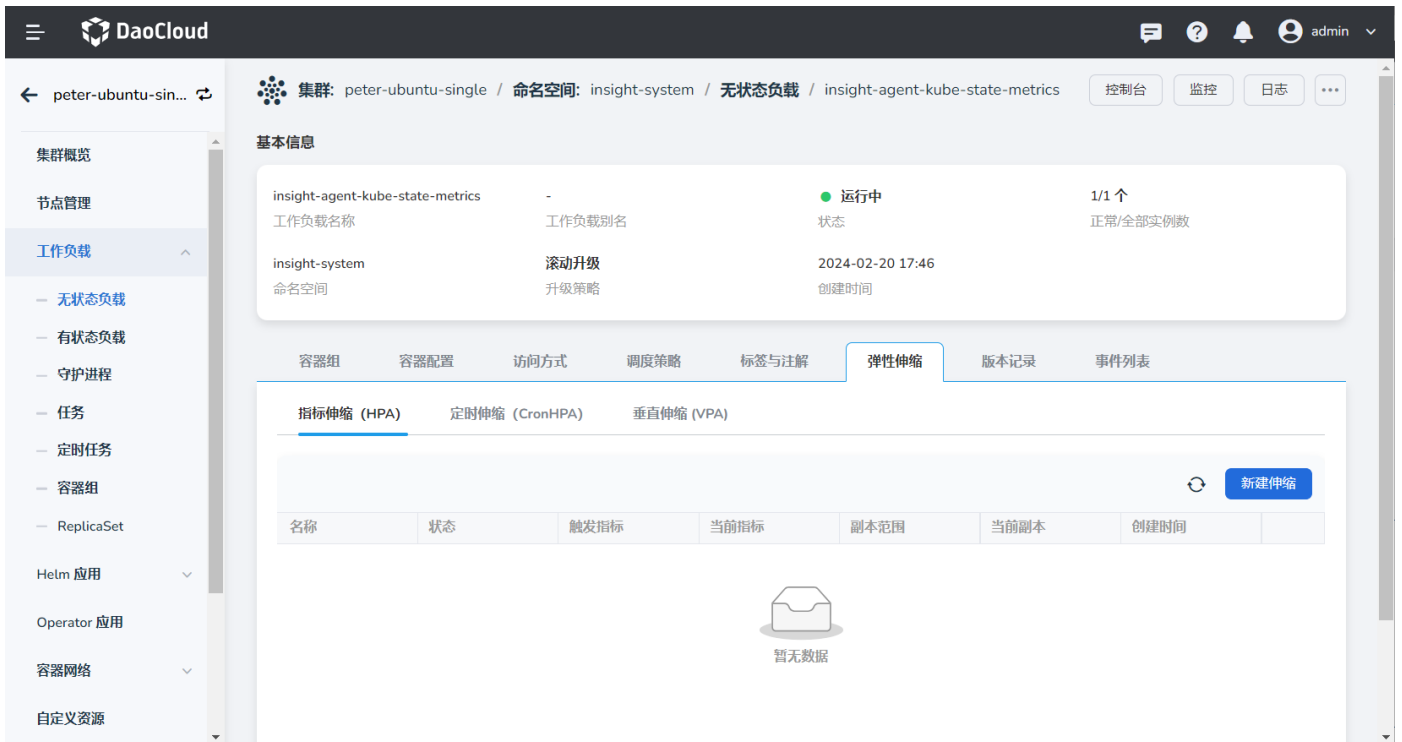 DaoCloud
admin
peter-ubuntu-sin...
集群: peter-ubuntu-single / 命名空间: insight-system / 无状态负载 / insight-agent-kube-state-metrics
控制台
监控
日志
集群概览
节点管理
工作负载
无状态负载
有状态负载
守护进程
任务
定时任务
容器组
ReplicaSet
Helm 应用
Operator 应用
容器网络
自定义资源
基本信息
insight-agent-kube-state-metrics
工作负载名称
-
工作负载别名
运行中
状态
1/1 个
正常/全部实例数
insight-system
命名空间
滚动升级
升级策略
2024-02-20 17:46
创建时间
容器组 容器配置 访问方式 调度策略 标签与注解 弹性伸缩 版本记录 事件列表
指标伸缩（HPA） 定时伸缩（CronHPA） 垂直伸缩 (VPA)
新建伸缩
名称 状态 触发指标 当前指标 副本范围 当前副本 创建时间
暂无数据